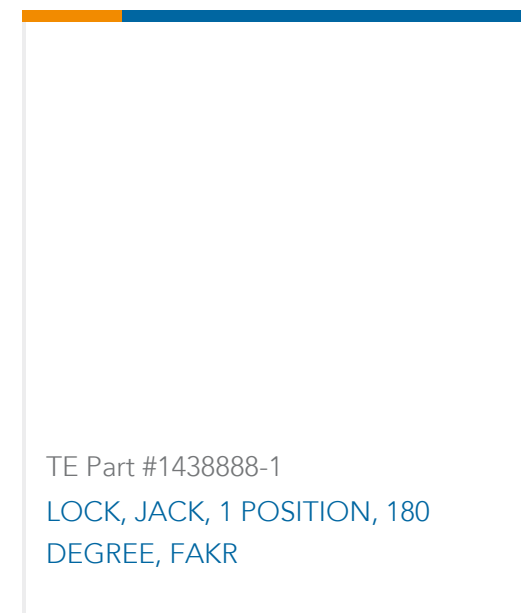 TE Part #1438888-1
LOCK, JACK, 1 POSITION, 180
DEGREE, FAKR